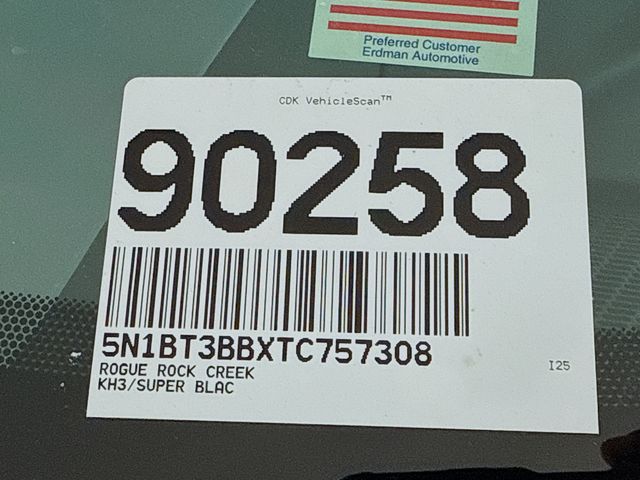 Preferred Customer
Erdman Automotive
CDK VehicleScan™
90258
5N1BT3BBXTC757308
ROGUE ROCK CREEK
KH3/SUPER BLAC
I25